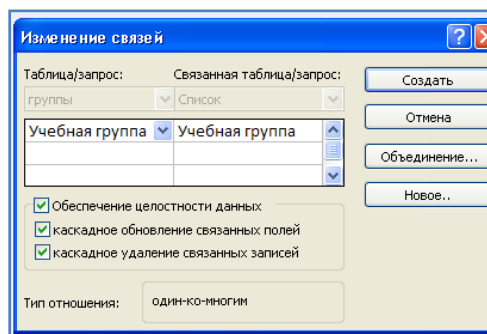 Изменение связей
Таблица/запрос: Связанная таблица/запрос:
группы Список
Учебная группа Учебная группа
Обеспечение целостности данных
каскадное обновление связанных полей
каскадное удаление связанных записей
Тип отношения: один-ко-многим
Создать
Отмена
Объединение...
Новое..